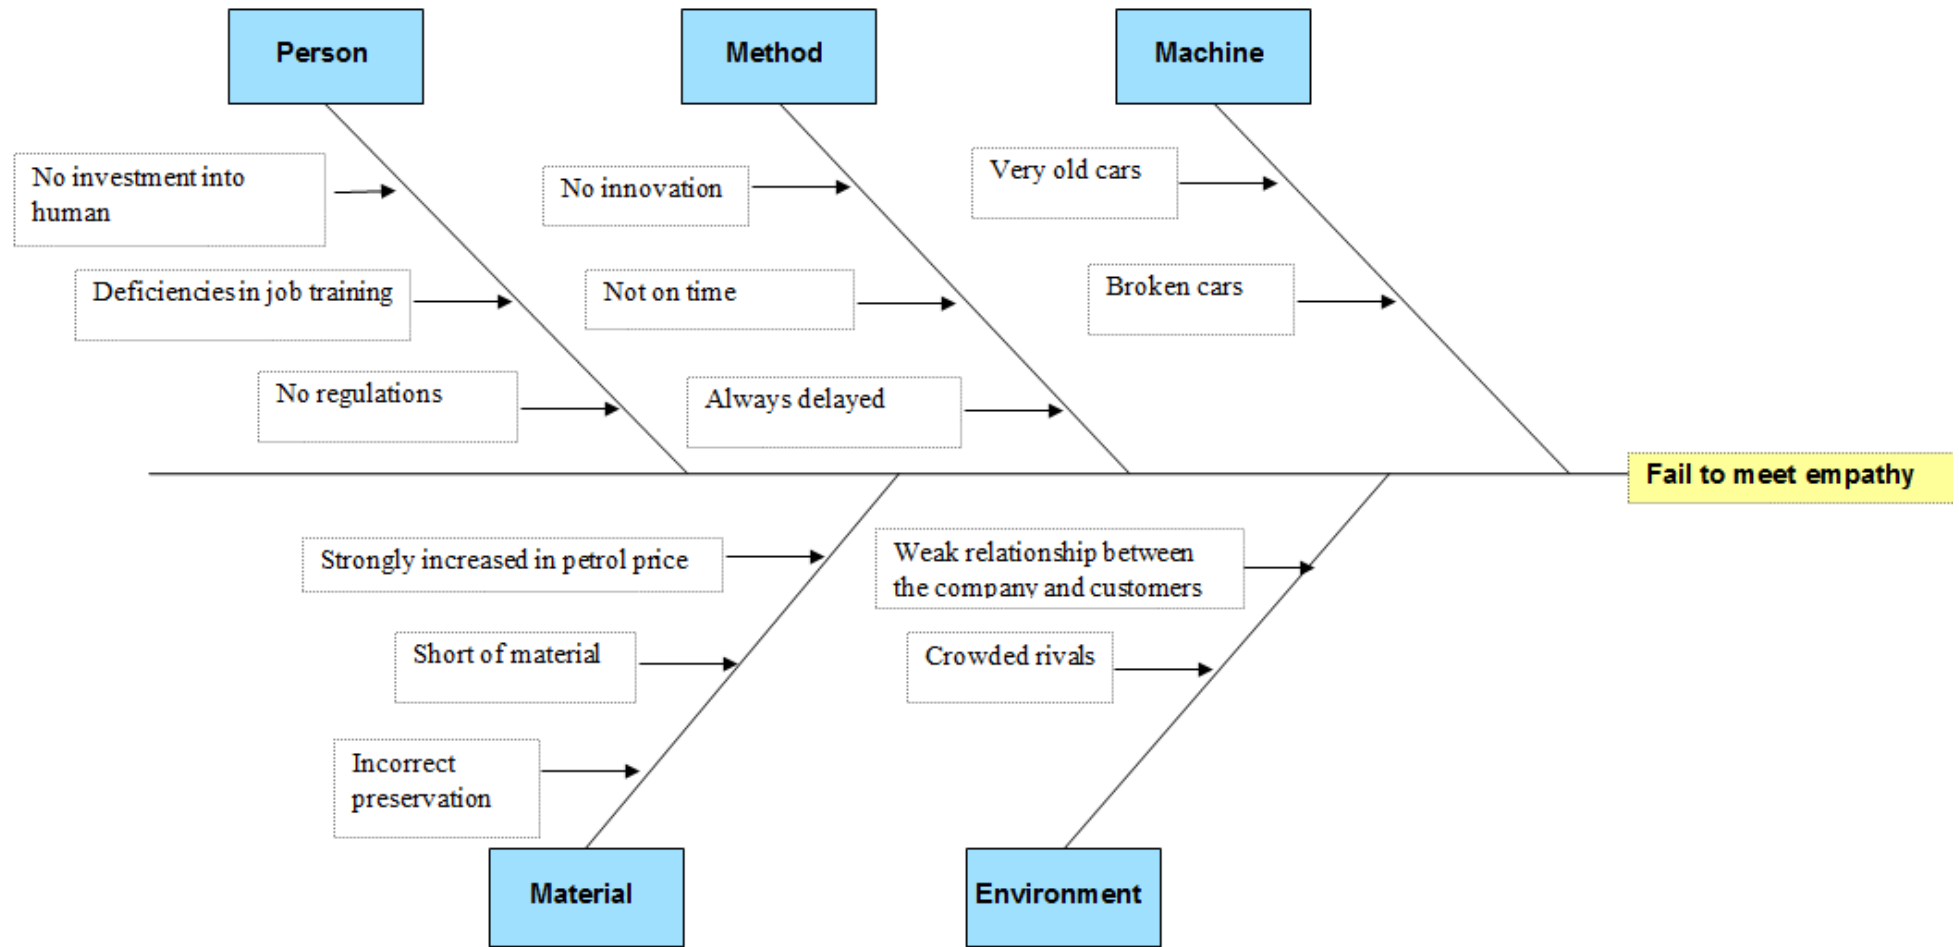 Person
Method
Machine
No investment into
human
No innovation
Very old cars
Deficiencies in job training
Not on time
Broken cars
No regulations
Always delayed
Fail to meet empathy
Strongly increased in petrol price
Weak relationship between
the company and customers
Short of material
Crowded rivals
Incorrect
preservation
Material
Environment